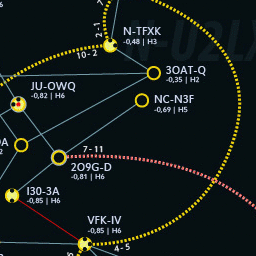 2 - 1
N-TFXK
-0,48 | H3
10 - 2
3OAT-Q
-0,35 | H2
JU-OWQ
-0,82 | H6
NC-N3F
-0,69 | H5
7 - 11
2O9G-D
-0,81 | H6
I30-3A
-0,85 | H6
VFK-IV
-0,85 | H6
4 - 5